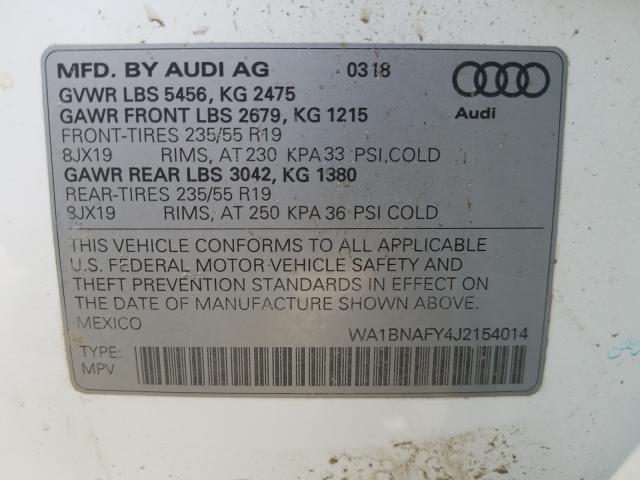 MFD. BY AUDI AG 0318
GVWR LBS 5456, KG 2475
GAWR FRONT LBS 2679, KG 1215
Audi
FRONT-TIRES 235/55 R19
8JX19 RIMS, AT 230 KPA 33 PSI,COLD
GAWR REAR LBS 3042, KG 1380
REAR-TIRES 235/55 R19
8JX19 RIMS, AT 250 KPA 36 PSI COLD
THIS VEHICLE CONFORMS TO ALL APPLICABLE
U.S. FEDERAL MOTOR VEHICLE SAFETY AND
THEFT PREVENTION STANDARDS IN EFFECT ON
THE DATE OF MANUFACTURE SHOWN ABOVE.
MEXICO WA1BNAFY4J2154014
TYPE:
MPV